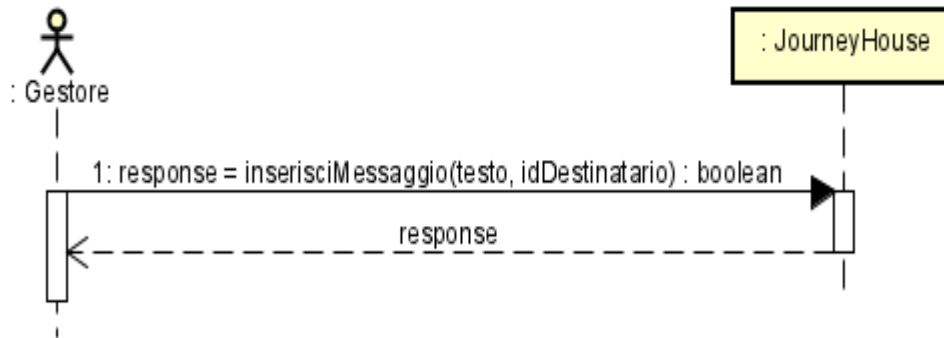 : JourneyHouse
: Gestore
1: response = inserisciMessaggio(testo, idDestinatario) : boolean
response